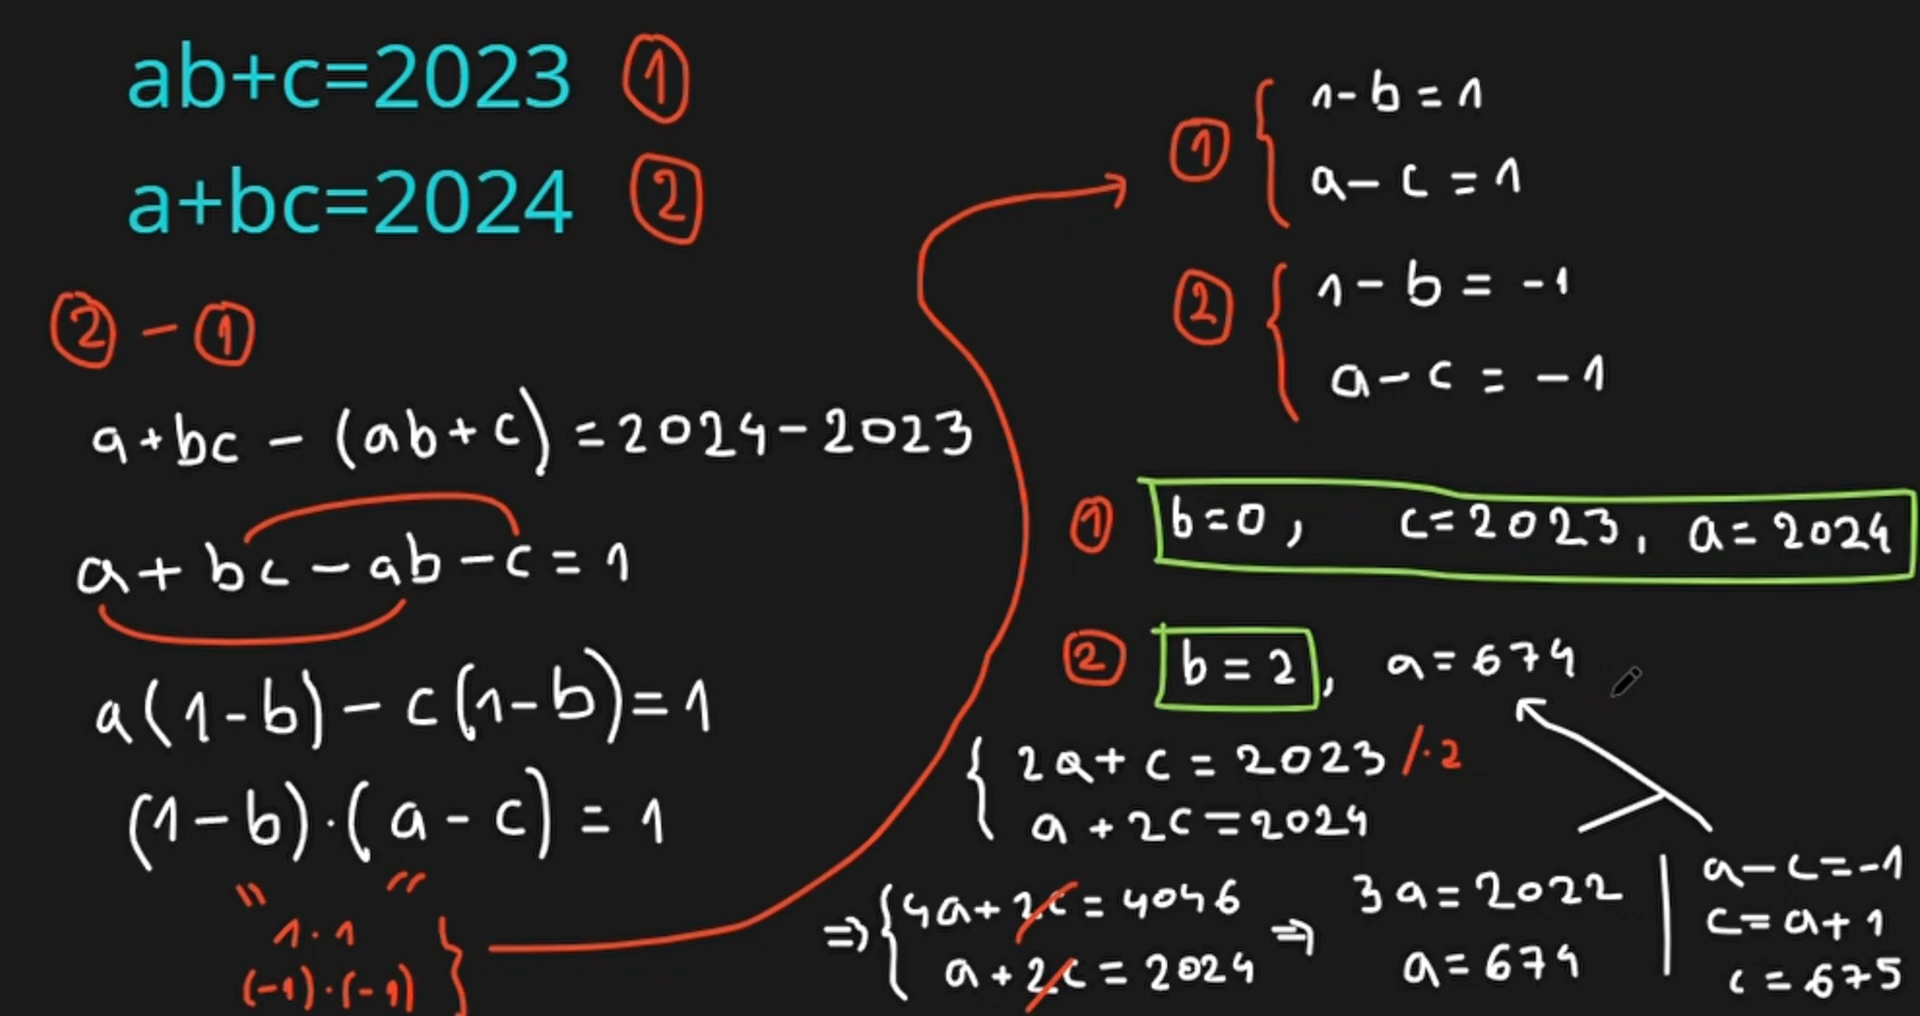 ab+c=2023 ①
a+bc=2024 ②
② - ①
a+bc - (ab+c) = 2024-2023
a + bc - ab - c = 1
a(1-b) - c(1-b) = 1
(1-b)·(a-c) = 1
" "
1·1
(-1)·(-1) }
① { 1-b = 1
a-c = 1
② { 1-b = -1
a-c = -1
① b=0, c=2023, a=2024
② b=2, a=674
{ 2a+c = 2023 /·2
a+2c=2024
=> { 4a+2c = 4046
a+2c = 2024
=> 3a=2022
a=674
| a-c=-1
c=a+1
c=675